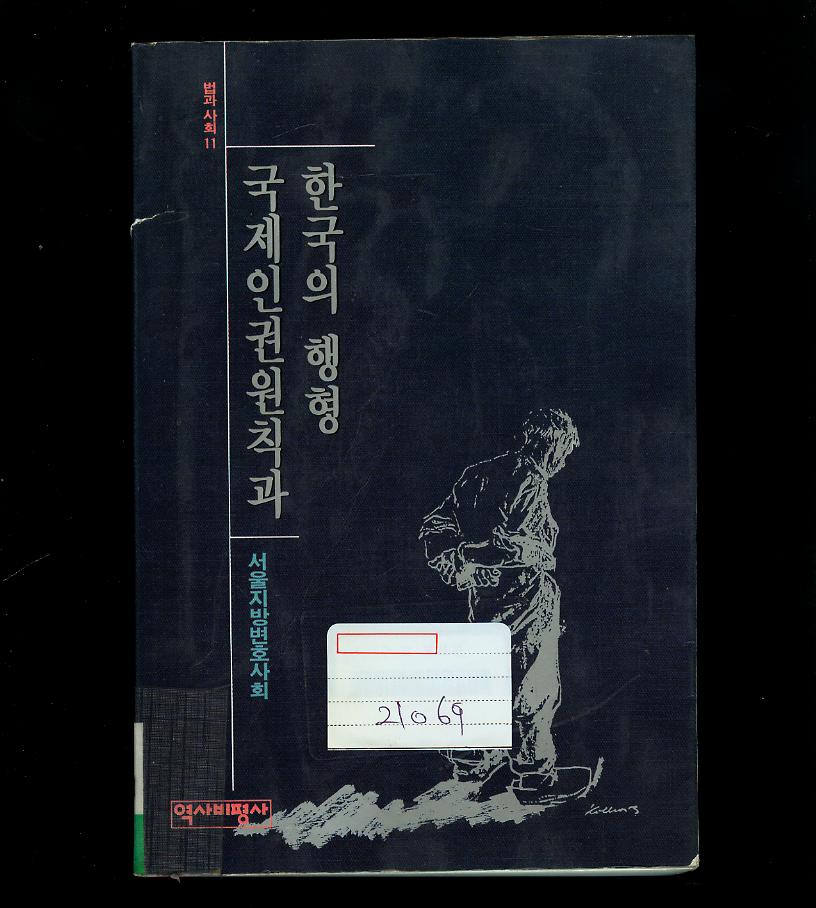 법과 사회 11
국제인권원칙과
한국의 행형
서울지방변호사회
21069
역사비평사